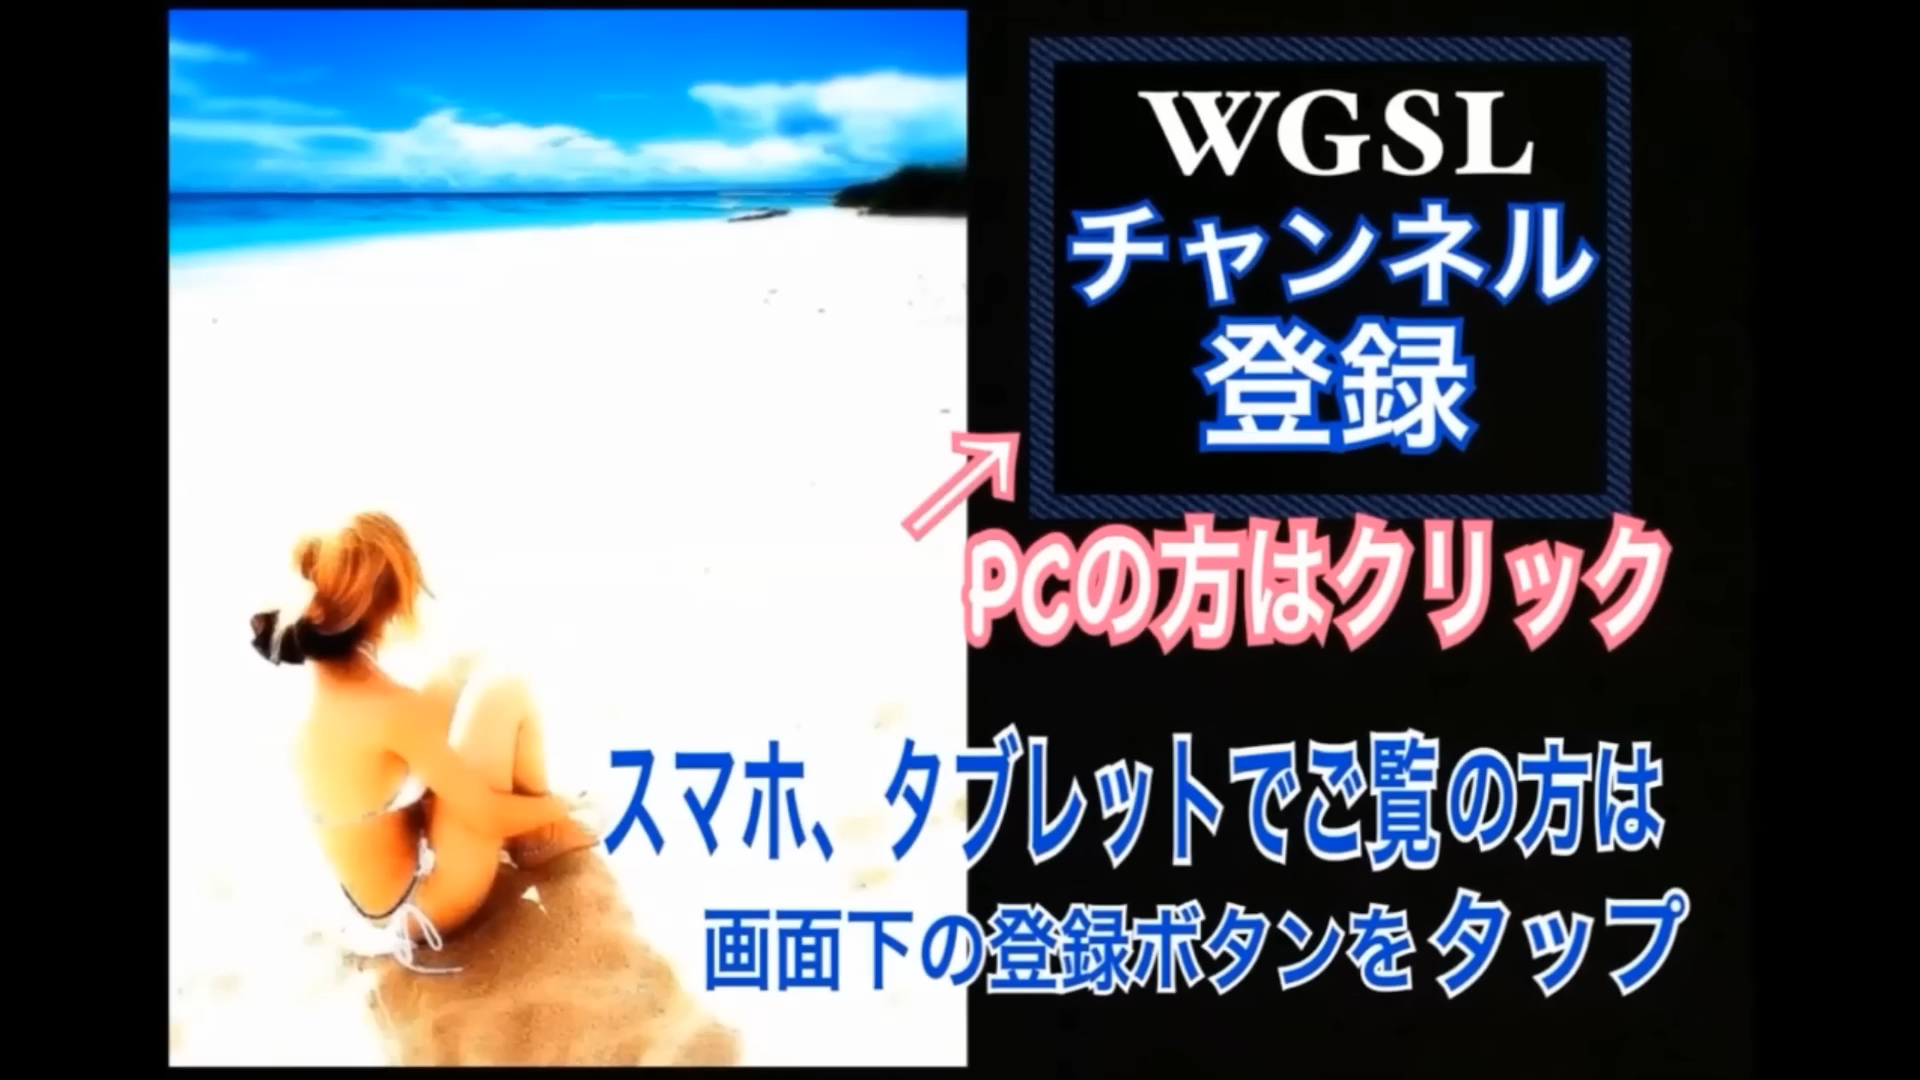 WGSL
チャンネル
登録
PCの方はクリック
スマホ、タブレットでご覧の方は
画面下の登録ボタンをタップ